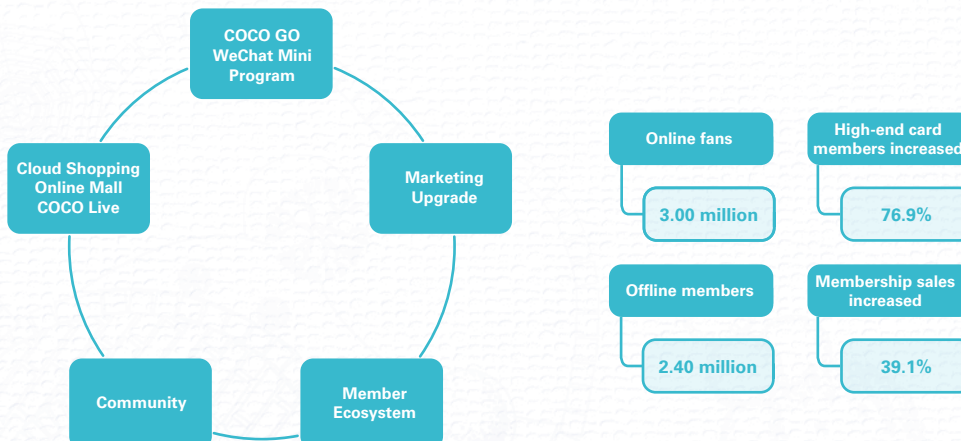 COCO GO
WeChat Mini
Program
Cloud Shopping
Online Mall
COCO Live
Marketing
Upgrade
Community
Member
Ecosystem
Online fans
3.00 million
High-end card
members increased
76.9%
Offline members
2.40 million
Membership sales
increased
39.1%